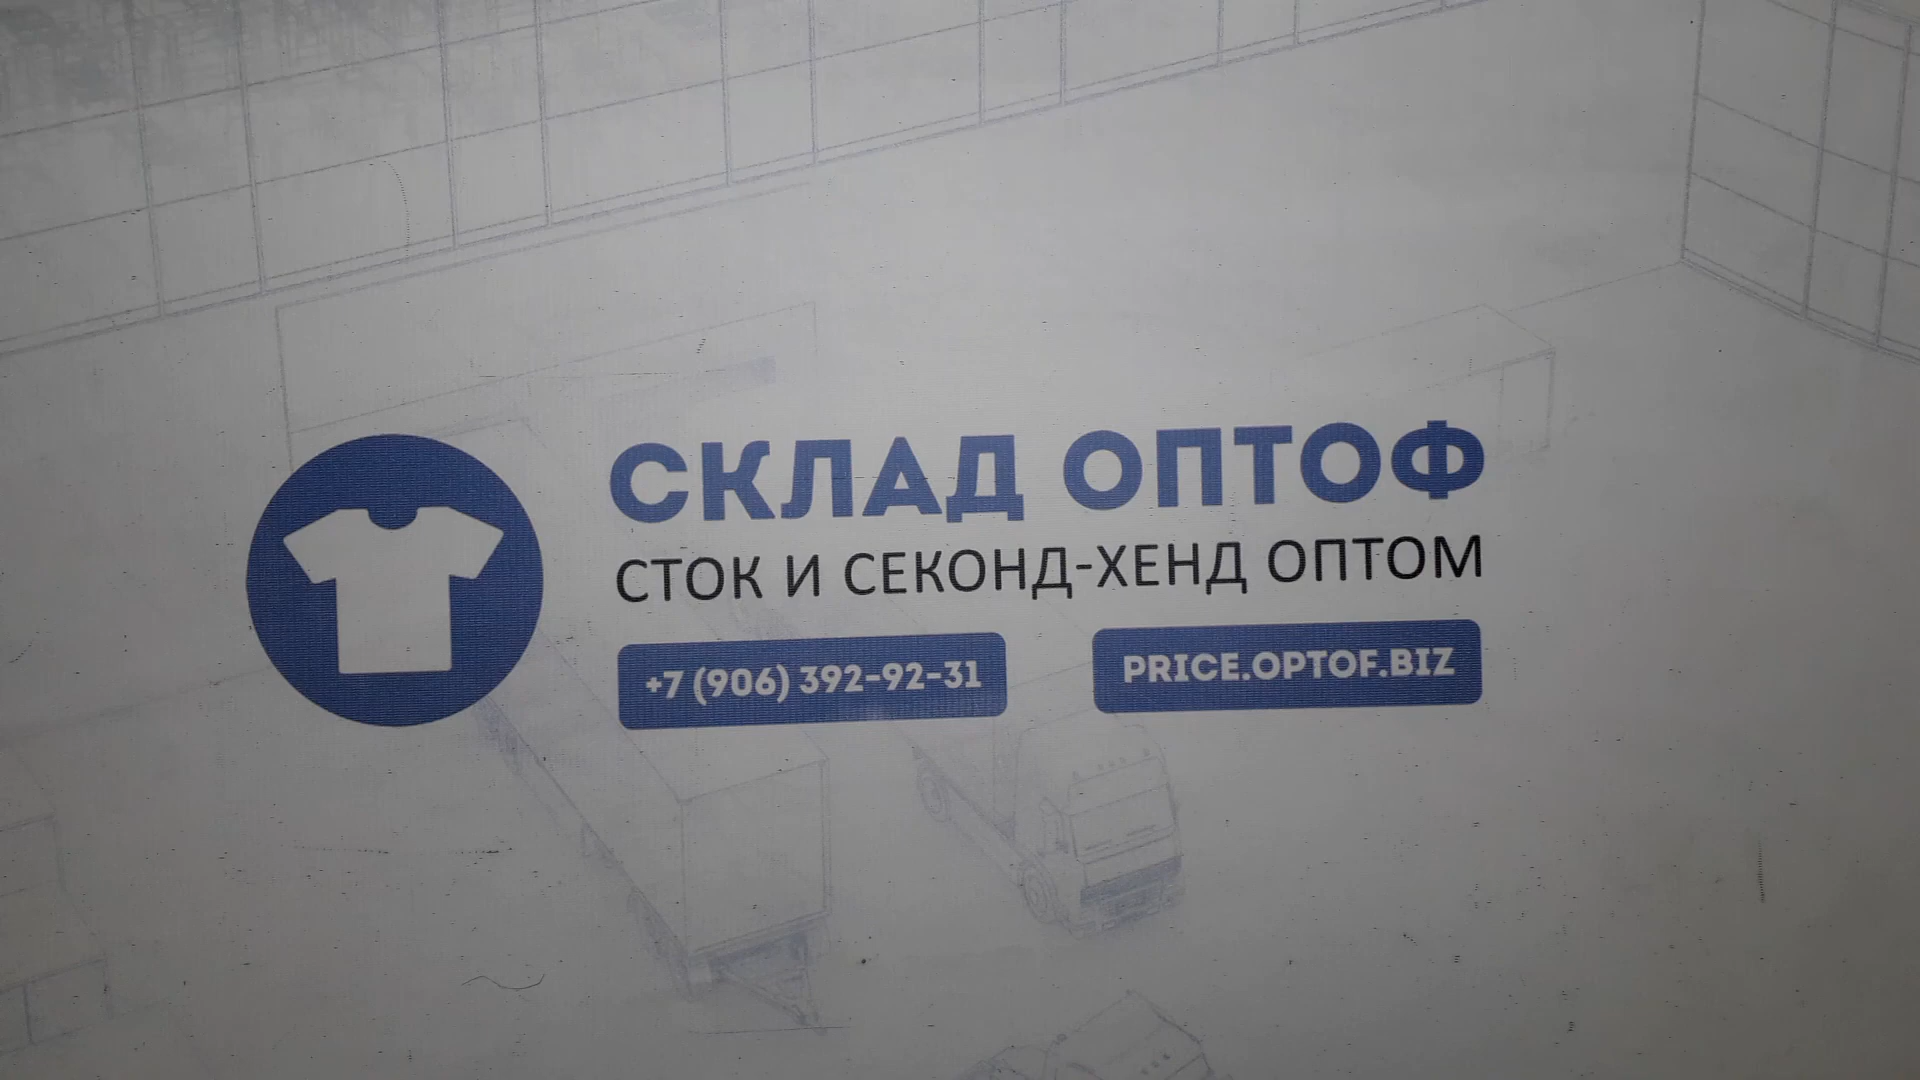 СКЛАД ОПТОФ
СТОК И СЕКОНД-ХЕНД ОПТОМ
+7 (906) 392-92-31
PRICE.OPTOF.BIZ